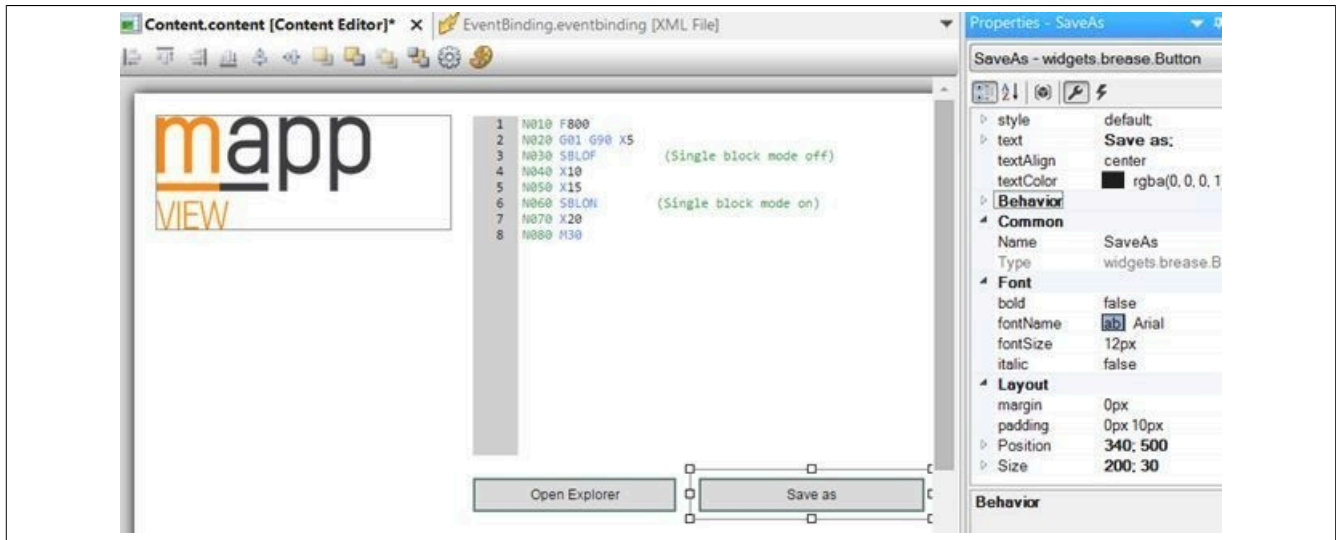 Content.content [Content Editor]* X EventBinding.eventbinding [XML File]
mapp
VIEW
1 N010 F800
2 N020 G01 G90 X5
3 N030 SBLOF (Single block mode off)
4 N040 X10
5 N050 X15
6 N060 SBLON (Single block mode on)
7 N070 X20
8 N080 M30
Open Explorer
Save as
Properties - SaveAs
SaveAs - widgets.brease.Button
style default;
text Save as;
textAlign center
textColor rgba(0, 0, 0, 1
Behavior
Common
Name SaveAs
Type widgets.brease.B
Font
bold false
fontName ab Arial
fontSize 12px
italic false
Layout
margin 0px
padding 0px 10px
Position 340; 500
Size 200; 30
Behavior